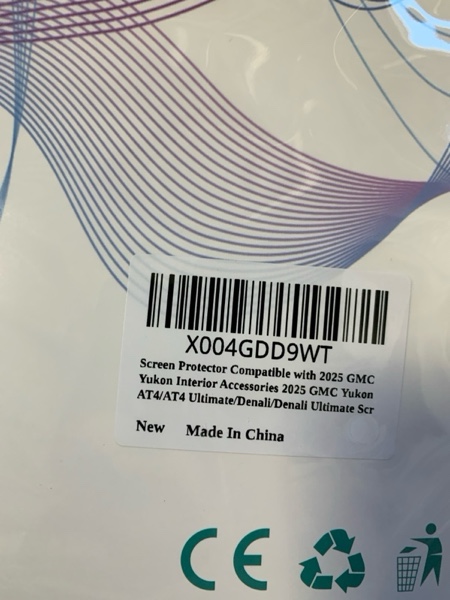 X004GDD9WT
Screen Protector Compatible with 2025 GMC
Yukon Interior Accessories 2025 GMC Yukon
AT4/AT4 Ultimate/Denali/Denali Ultimate Scr
New Made In China
CE